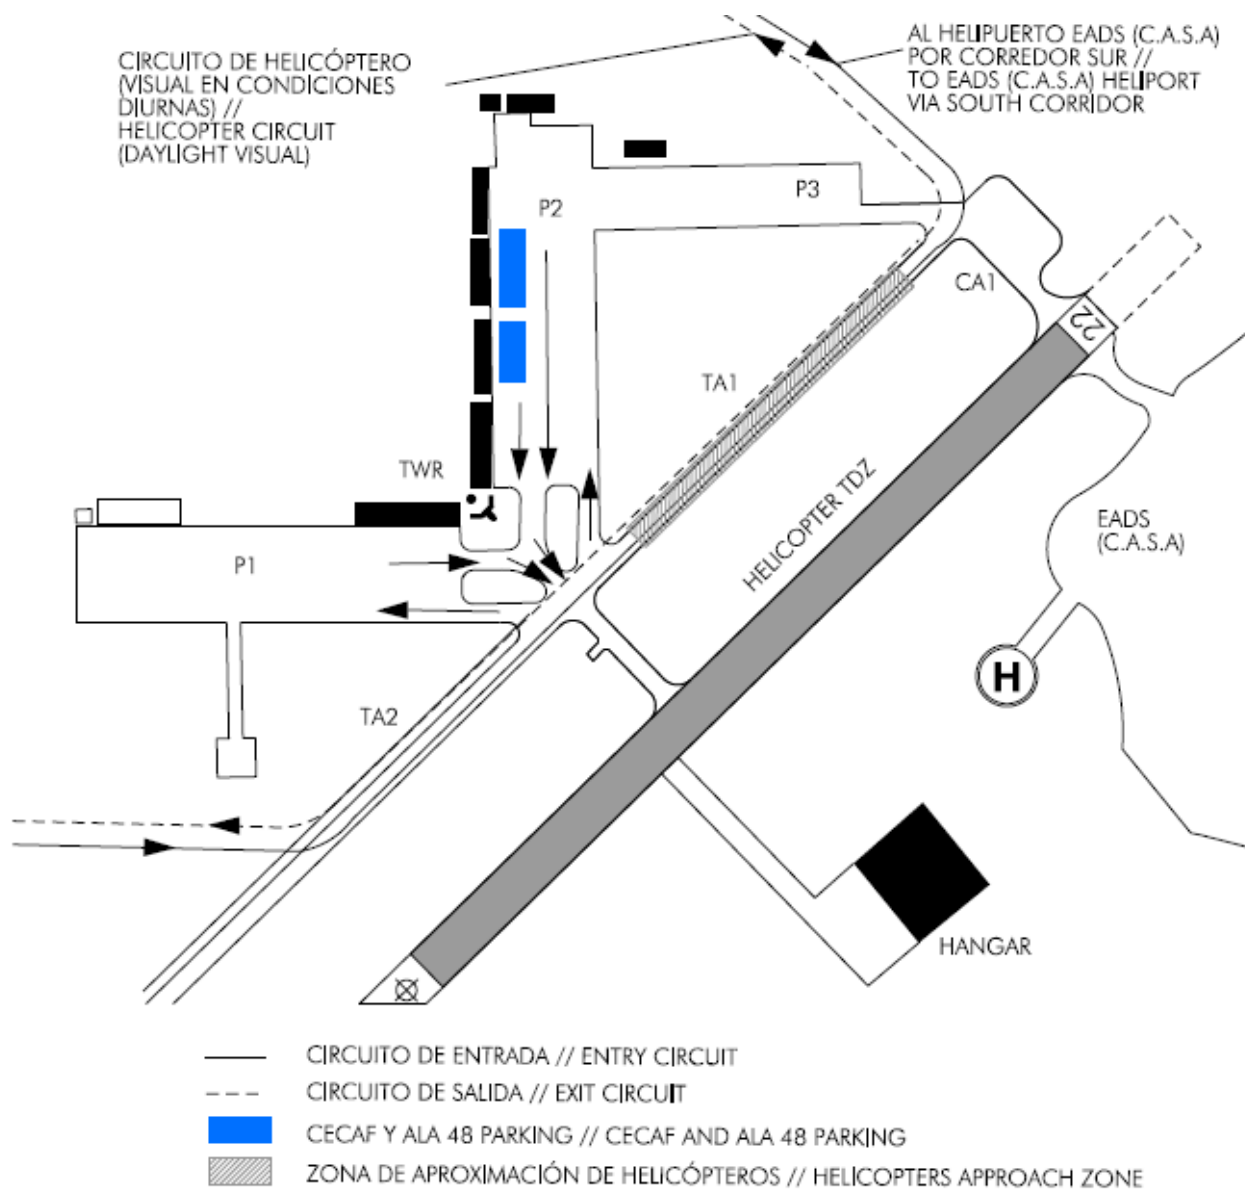 CIRCUITO DE HELICÓPTERO
(VISUAL EN CONDICIONES
DIURNAS) //
HELICOPTER CIRCUIT
(DAYLIGHT VISUAL)
AL HELIPUERTO EADS (C.A.S.A)
POR CORREDOR SUR //
TO EADS (C.A.S.A) HELIPORT
VIA SOUTH CORRIDOR
P3
P2
CA1
22
TA1
TWR
HELICOPTER TDZ
EADS
(C.A.S.A)
P1
H
TA2
HANGAR
CIRCUITO DE ENTRADA // ENTRY CIRCUIT
CIRCUITO DE SALIDA // EXIT CIRCUIT
CECAF Y ALA 48 PARKING // CECAF AND ALA 48 PARKING
ZONA DE APROXIMACIÓN DE HELICÓPTEROS // HELICOPTERS APPROACH ZONE